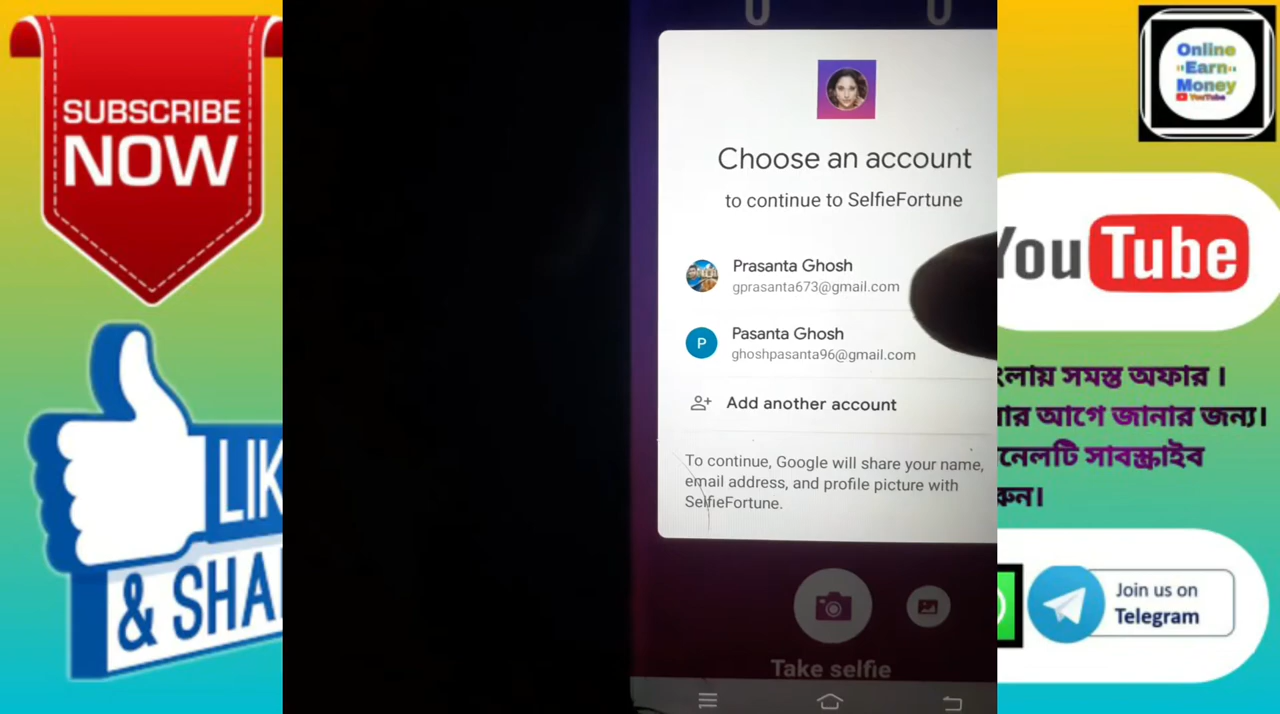 SUBSCRIBE
NOW
LIK
& SHA
Choose an account
to continue to SelfieFortune
Prasanta Ghosh
gprasanta673@gmail.com
P
Pasanta Ghosh
ghoshpasanta96@gmail.com
Add another account
To continue, Google will share your name,
email address, and profile picture with
SelfieFortune.
Take selfie
Online
Earn
Money
YouTube
YouTube
ংলায় সমস্ত অফার ।
ার আগে জানার জন্য।
নেলটি সাবস্ক্রাইব
রুন।
Join us on
Telegram